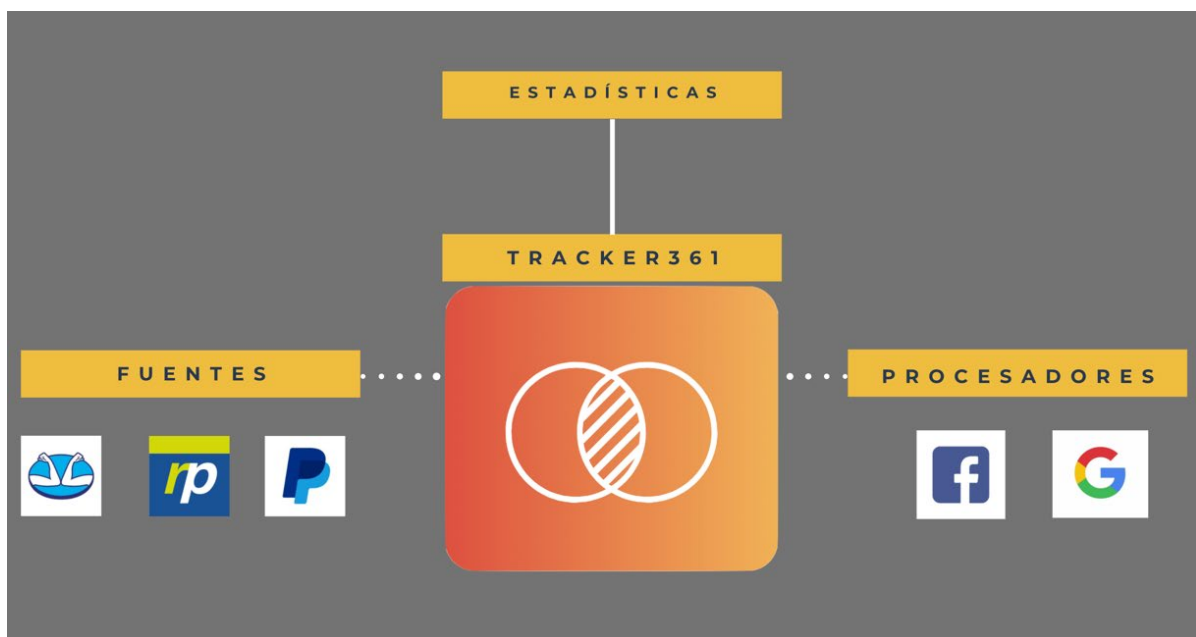 ESTADÍSTICAS
TRACKER361
FUENTES
PROCESADORES
rp